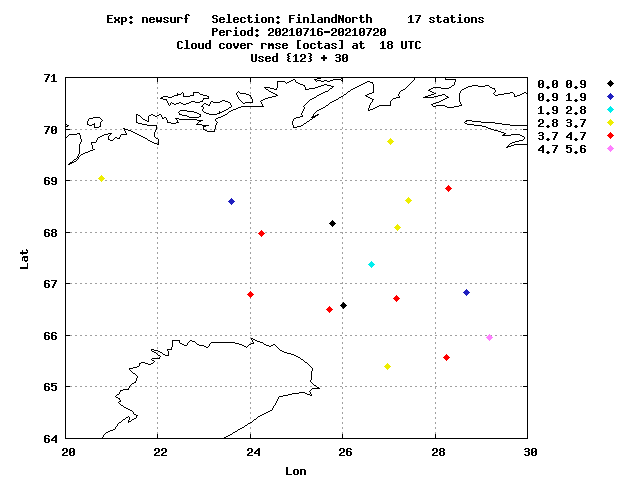 Exp: newsurf Selection: FinlandNorth 17 stations
Period: 20210716-20210720
Cloud cover rmse [octas] at 18 UTC
Used {12} + 30
0.0 0.9
0.9 1.9
1.9 2.8
2.8 3.7
3.7 4.7
4.7 5.6
71
70
69
68
67
66
65
64
Lat
20 22 24 26 28 30
Lon